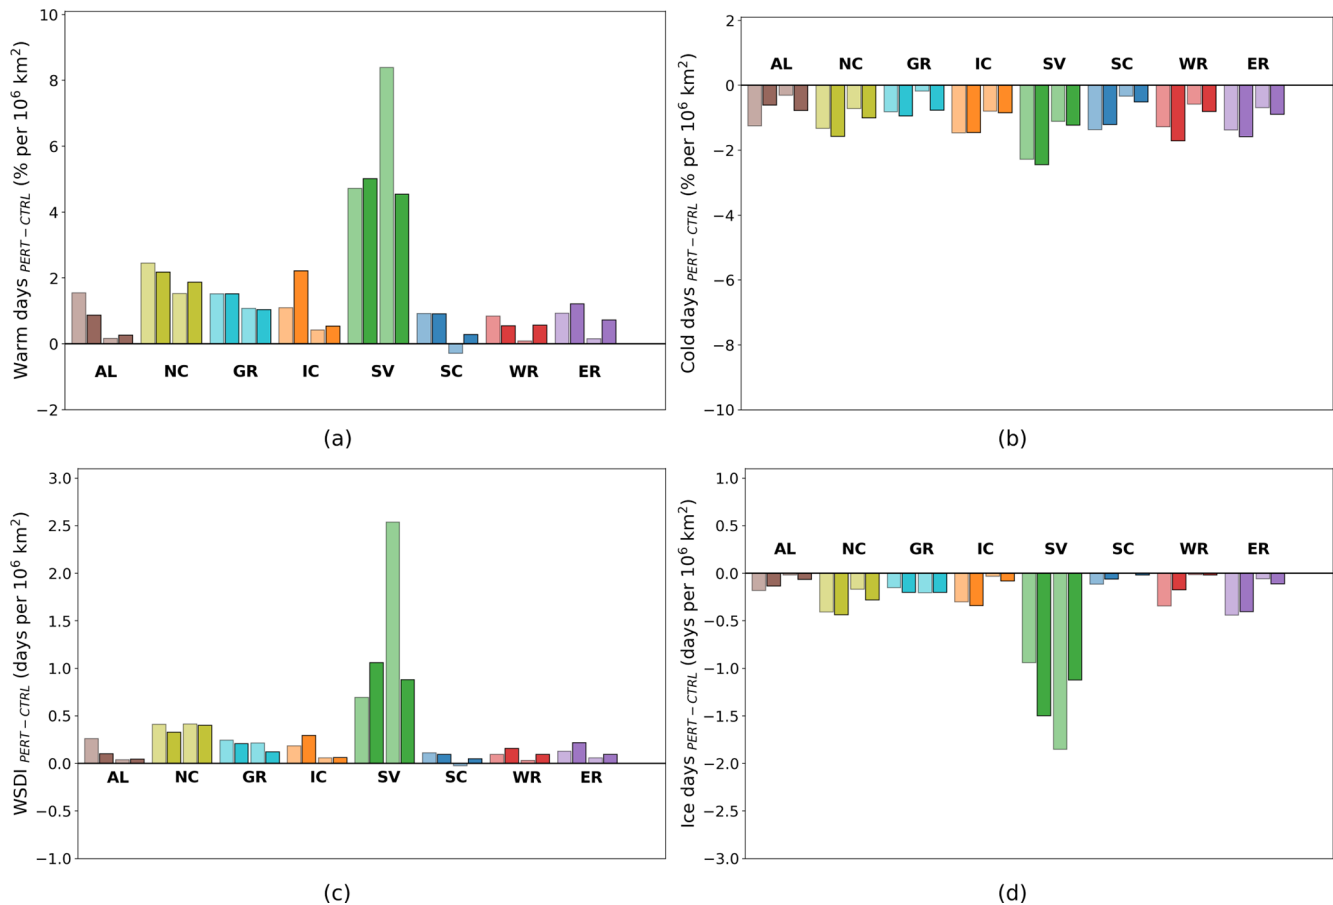 Warm days PERT−CTRL (% per 10⁶ km²)
10
8
6
4
2
0
−2
AL NC GR IC SV SC WR ER
(a)
Cold days PERT−CTRL (% per 10⁶ km²)
2
0
−2
−4
−6
−8
−10
AL NC GR IC SV SC WR ER
(b)
WSDI PERT−CTRL (days per 10⁶ km²)
3.0
2.5
2.0
1.5
1.0
0.5
0.0
−0.5
−1.0
AL NC GR IC SV SC WR ER
(c)
Ice days PERT−CTRL (days per 10⁶ km²)
1.0
0.5
0.0
−0.5
−1.0
−1.5
−2.0
−2.5
−3.0
AL NC GR IC SV SC WR ER
(d)